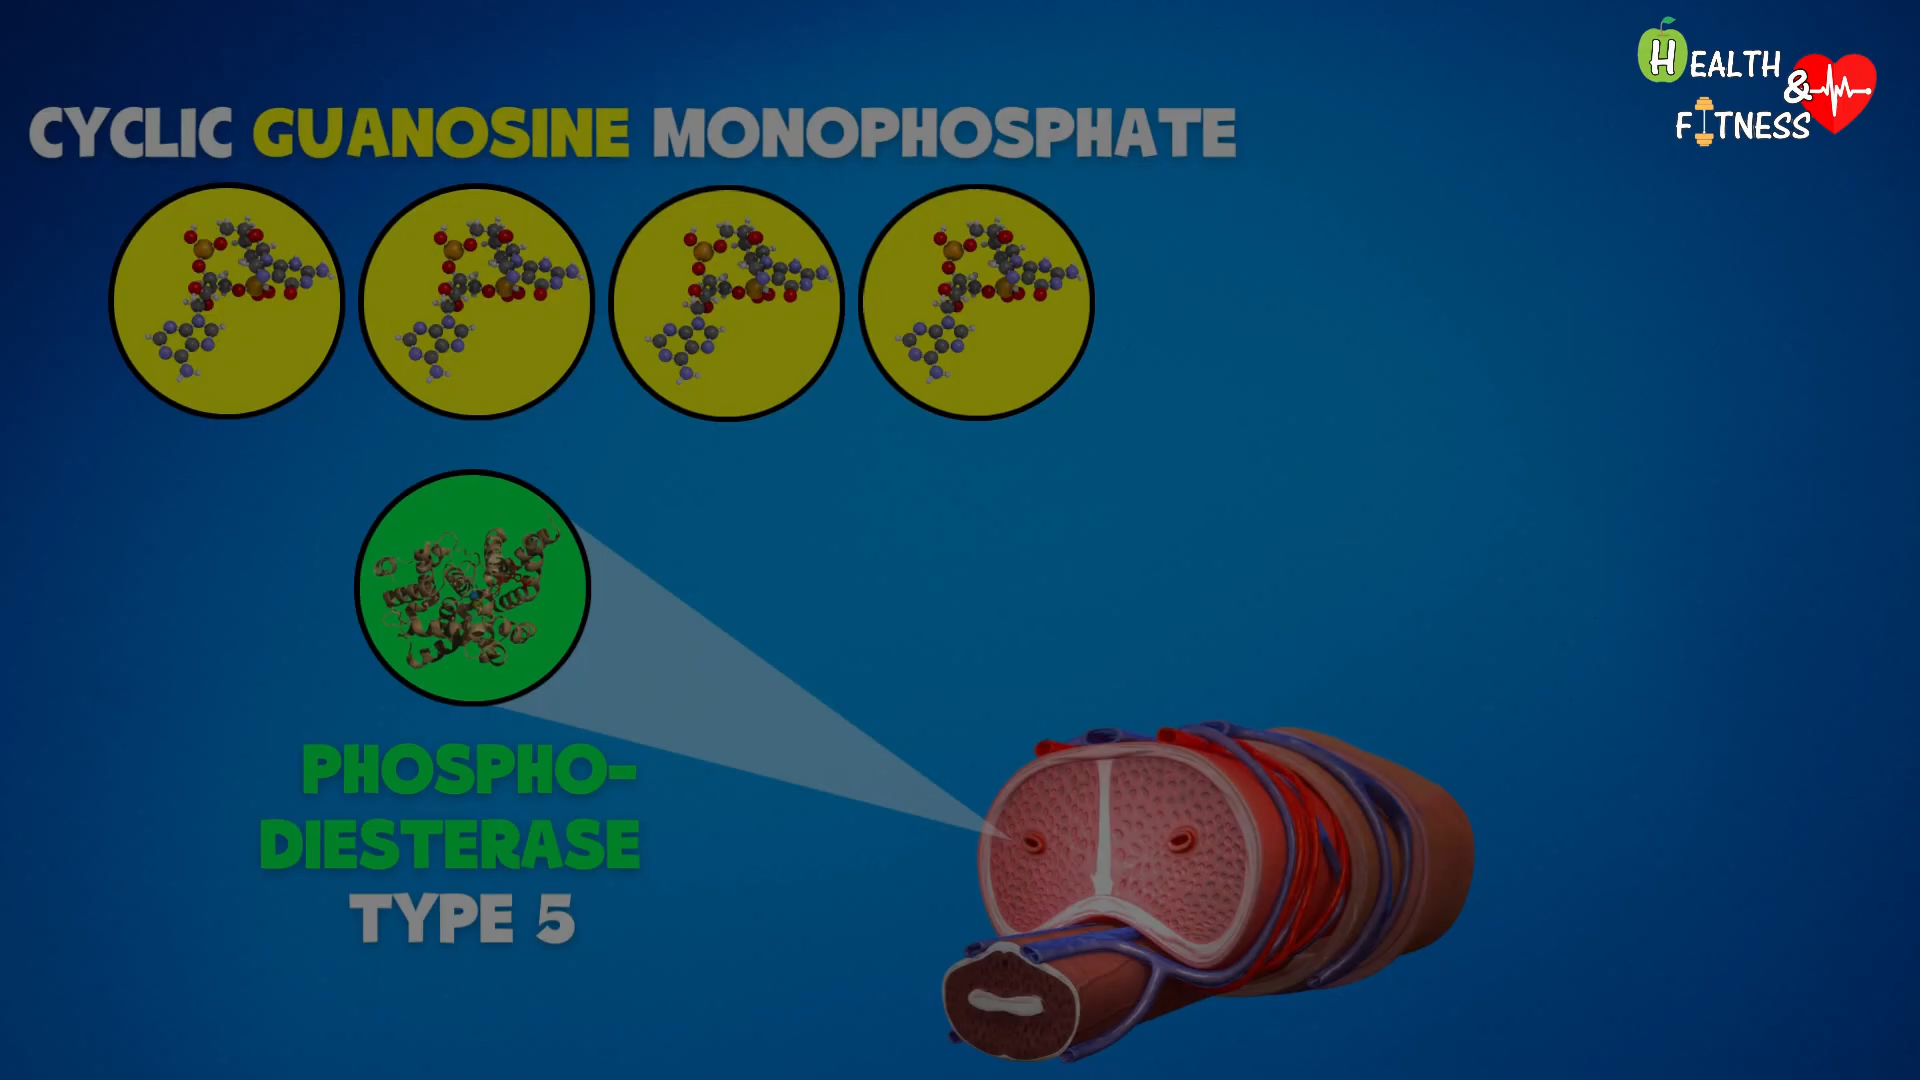 HEALTH
&
FITNESS
CYCLIC GUANOSINE MONOPHOSPHATE
PHOSPHO-
DIESTERASE
TYPE 5